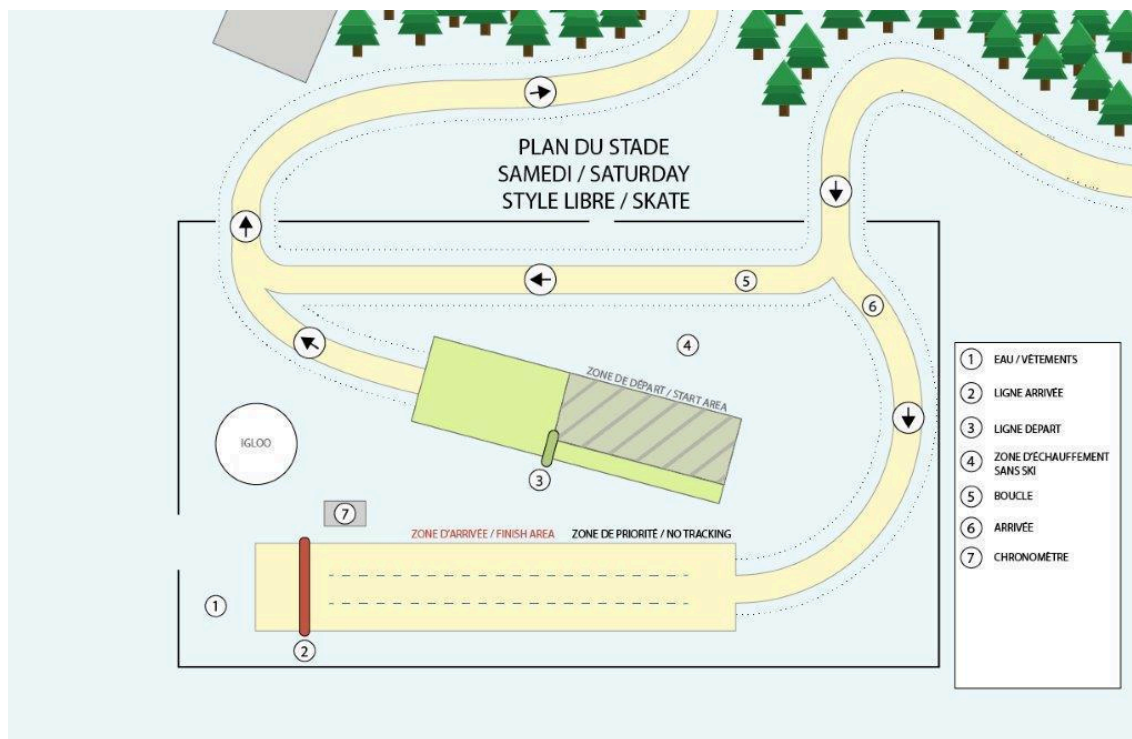 PLAN DU STADE
SAMEDI / SATURDAY
STYLE LIBRE / SKATE
5
6
4
ZONE DE DÉPART / START AREA
IGLOO
3
7
ZONE D'ARRIVÉE / FINISH AREA ZONE DE PRIORITÉ / NO TRACKING
1
2
1 EAU / VÊTEMENTS
2 LIGNE ARRIVÉE
3 LIGNE DEPART
4 ZONE D'ÉCHAUFFEMENT
SANS SKI
5 BOUCLE
6 ARRIVÉE
7 CHRONOMÈTRE